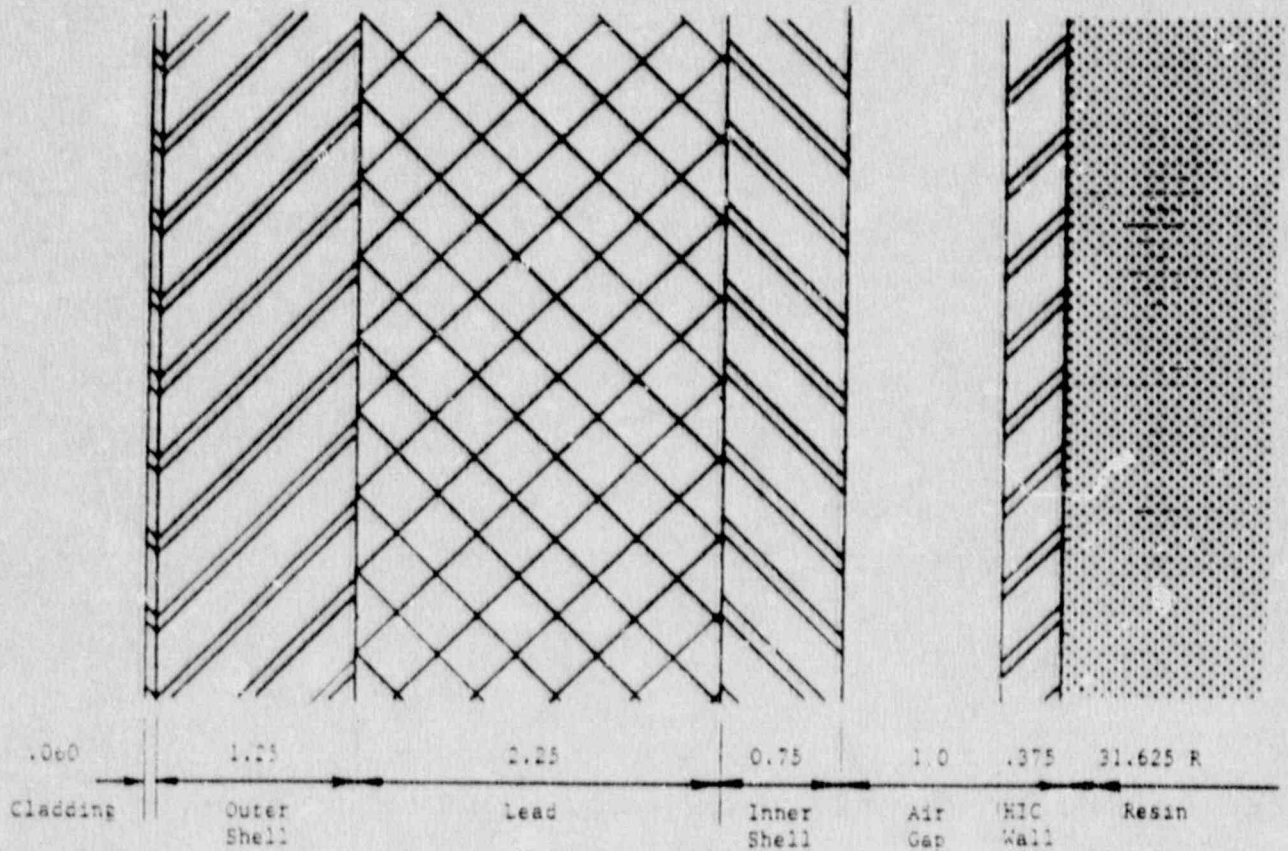 .060 1.25 2.25 0.75 1.0 .375 31.625 R
Cladding Outer Lead Inner Air HIC Resin
Shell Shell Gap Wall